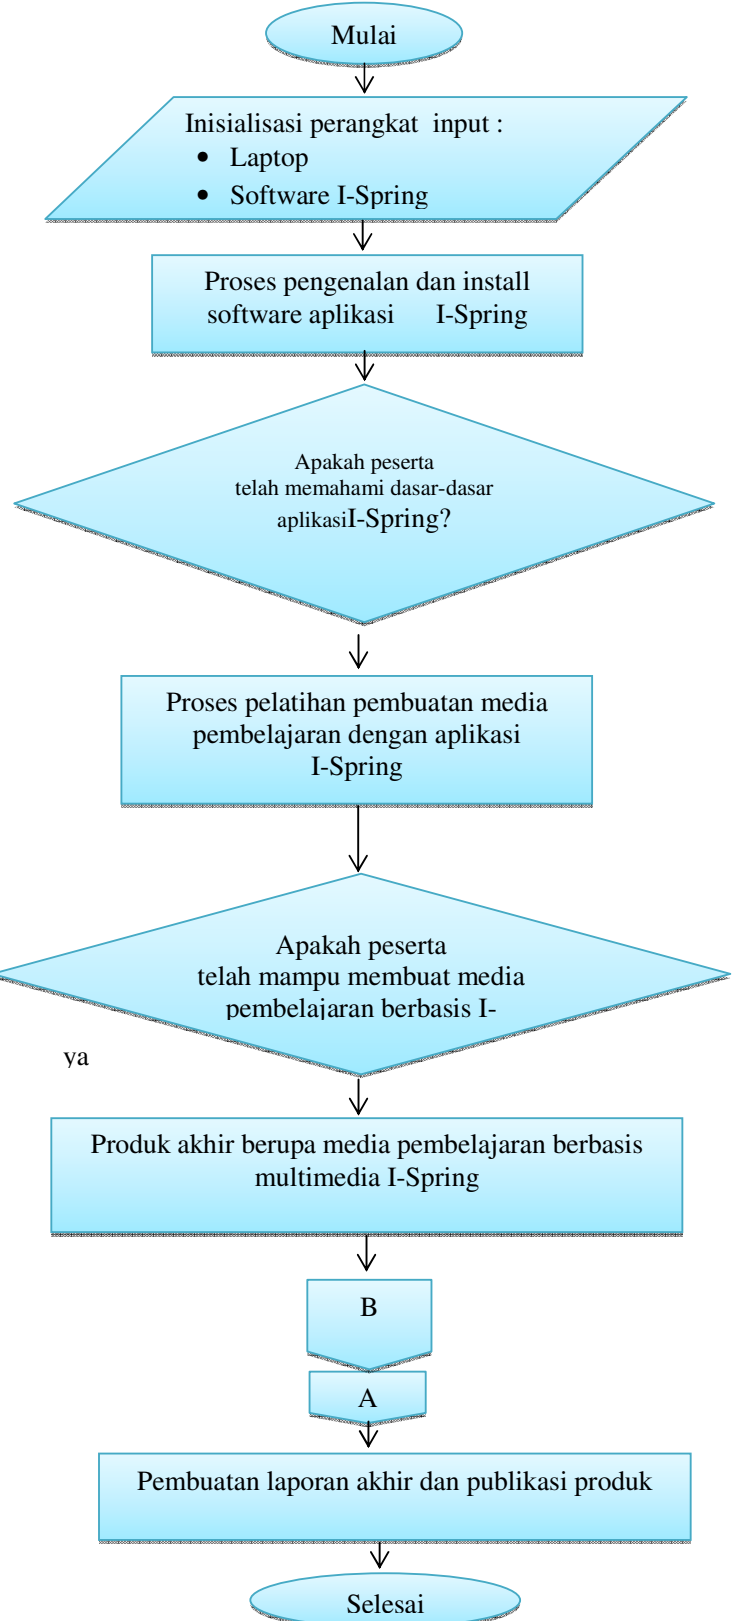 Mulai
Inisialisasi perangkat input :
• Laptop
• Software I-Spring
Proses pengenalan dan install
software aplikasi I-Spring
Apakah peserta
telah memahami dasar-dasar
aplikasiI-Spring?
Proses pelatihan pembuatan media
pembelajaran dengan aplikasi
I-Spring
Apakah peserta
telah mampu membuat media
pembelajaran berbasis I-
ya
Produk akhir berupa media pembelajaran berbasis
multimedia I-Spring
B
A
Pembuatan laporan akhir dan publikasi produk
Selesai